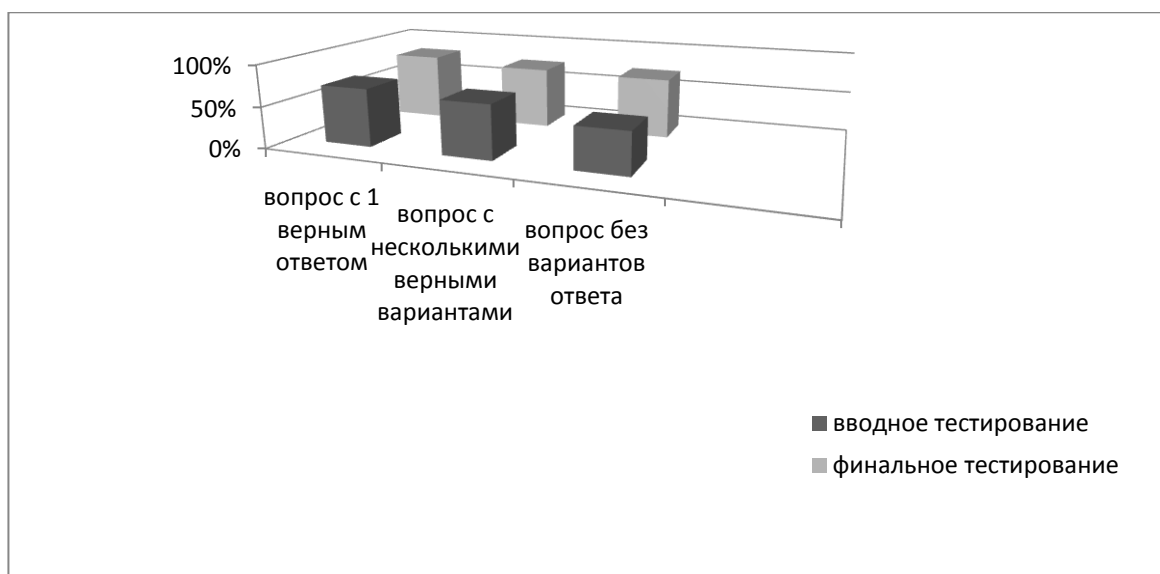 100%
50%
0%
вопрос с 1
верным
ответом
вопрос с
несколькими
верными
вариантами
вопрос без
вариантов
ответа
вводное тестирование
финальное тестирование